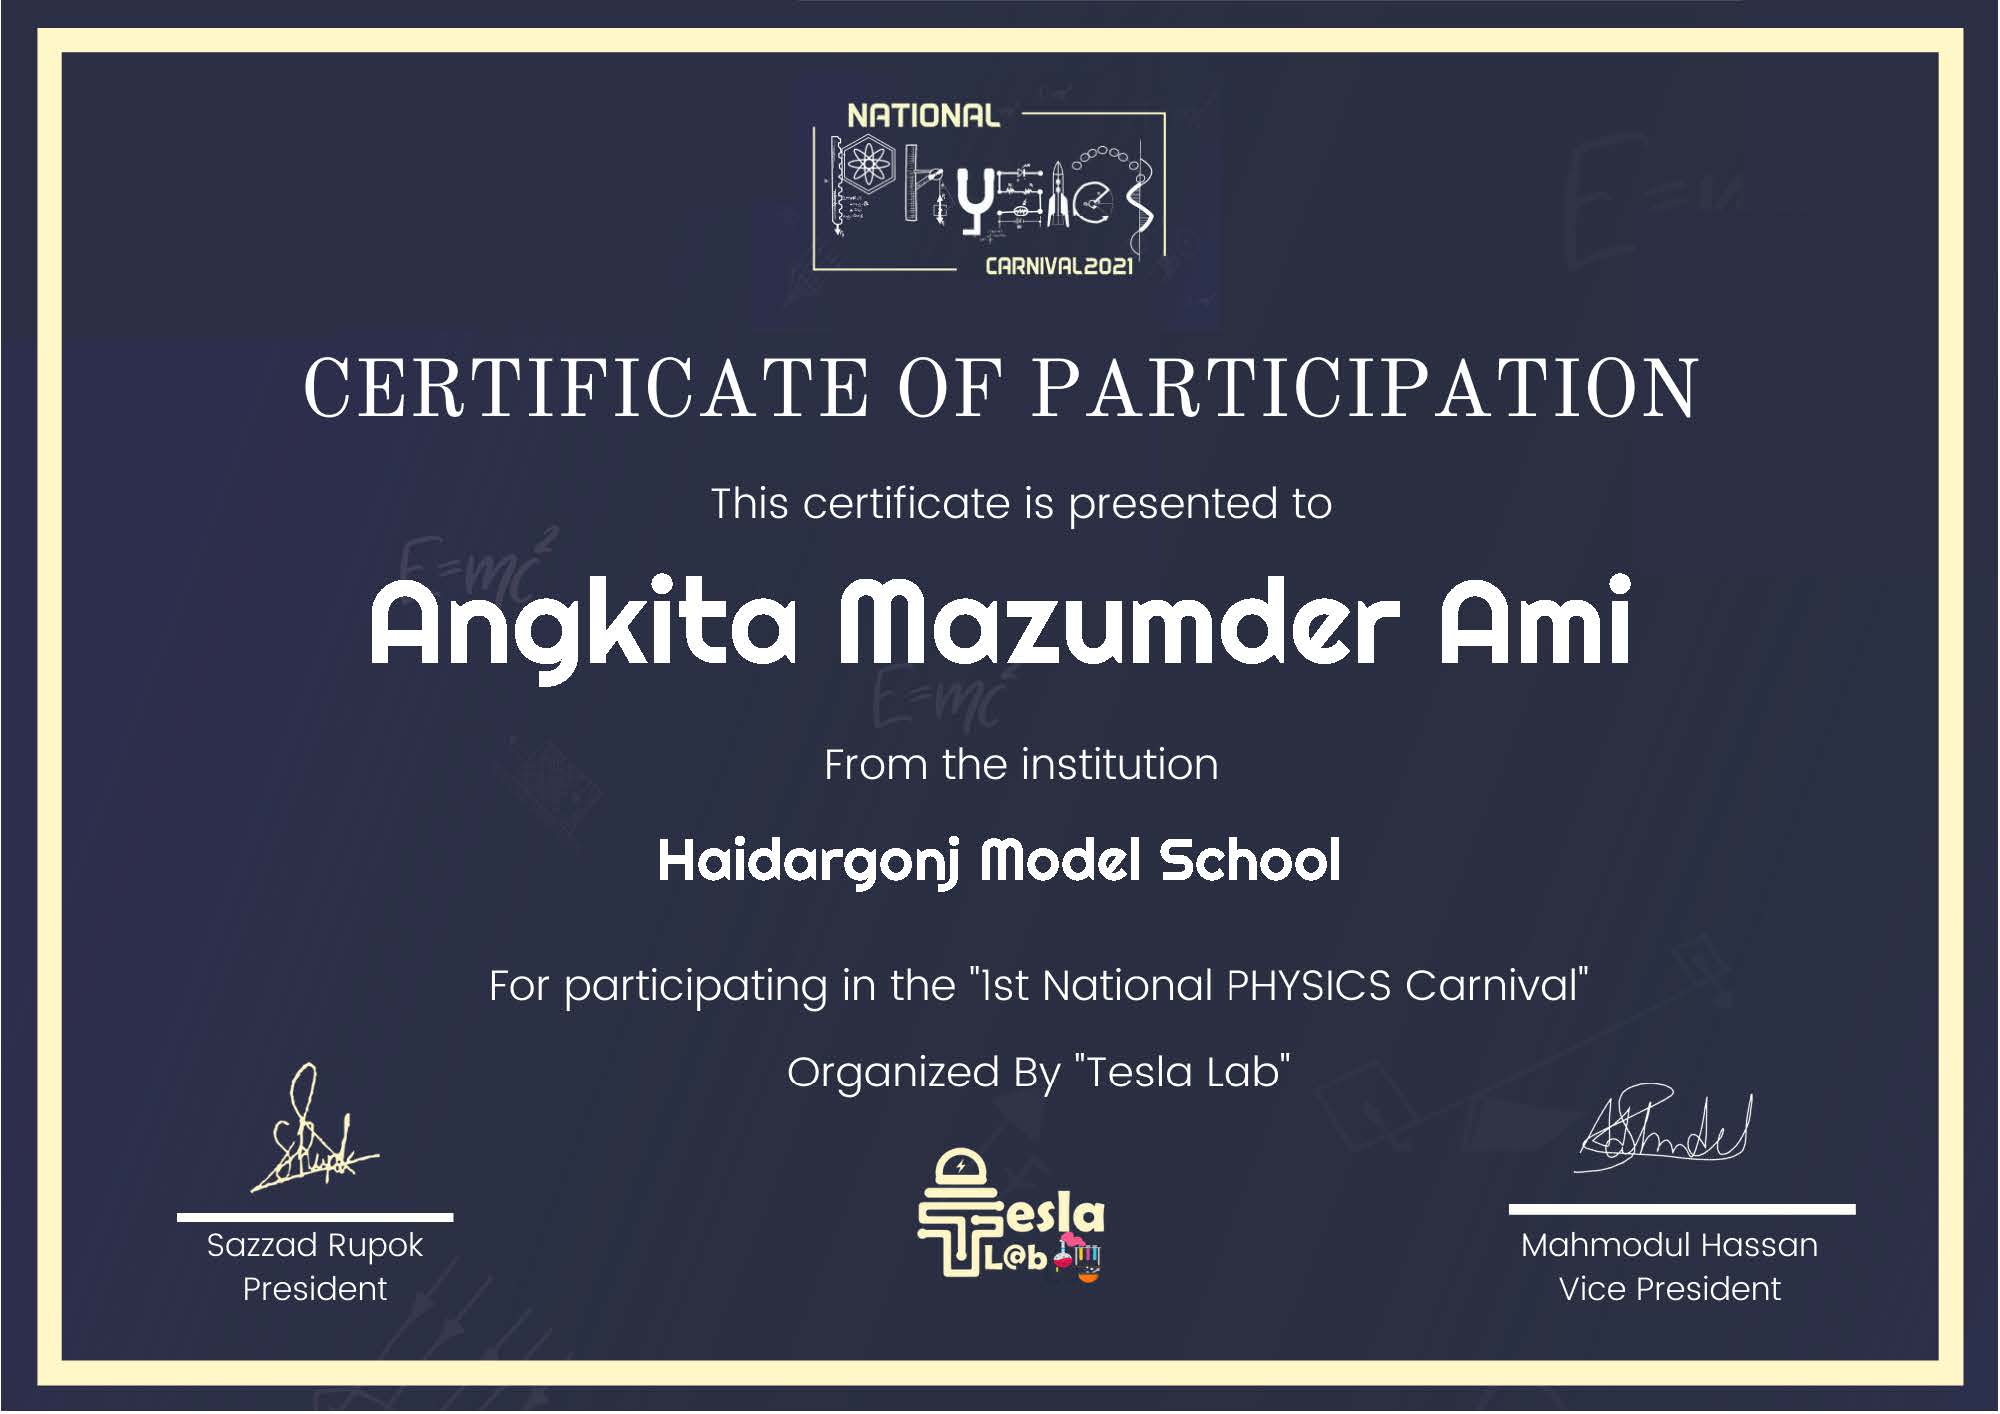 NATIONAL
Physics
CARNIVAL2021
CERTIFICATE OF PARTICIPATION
This certificate is presented to
E=mc²
Angkita Mazumder Ami
E=mc²
From the institution
Haidargonj Model School
For participating in the "1st National PHYSICS Carnival"
Organized By "Tesla Lab"
Tesla
L@b
Sazzad Rupok
President
Mahmodul Hassan
Vice President